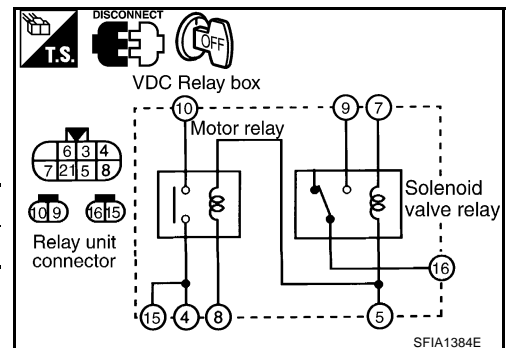 DISCONNECT
T.S.
OFF
VDC Relay box
10 9 7
Motor relay
6 3 4
7 2 1 5 8
Solenoid
valve relay
10 9 16 15
Relay unit
connector
16
15 4 8 5
SFIA1384E